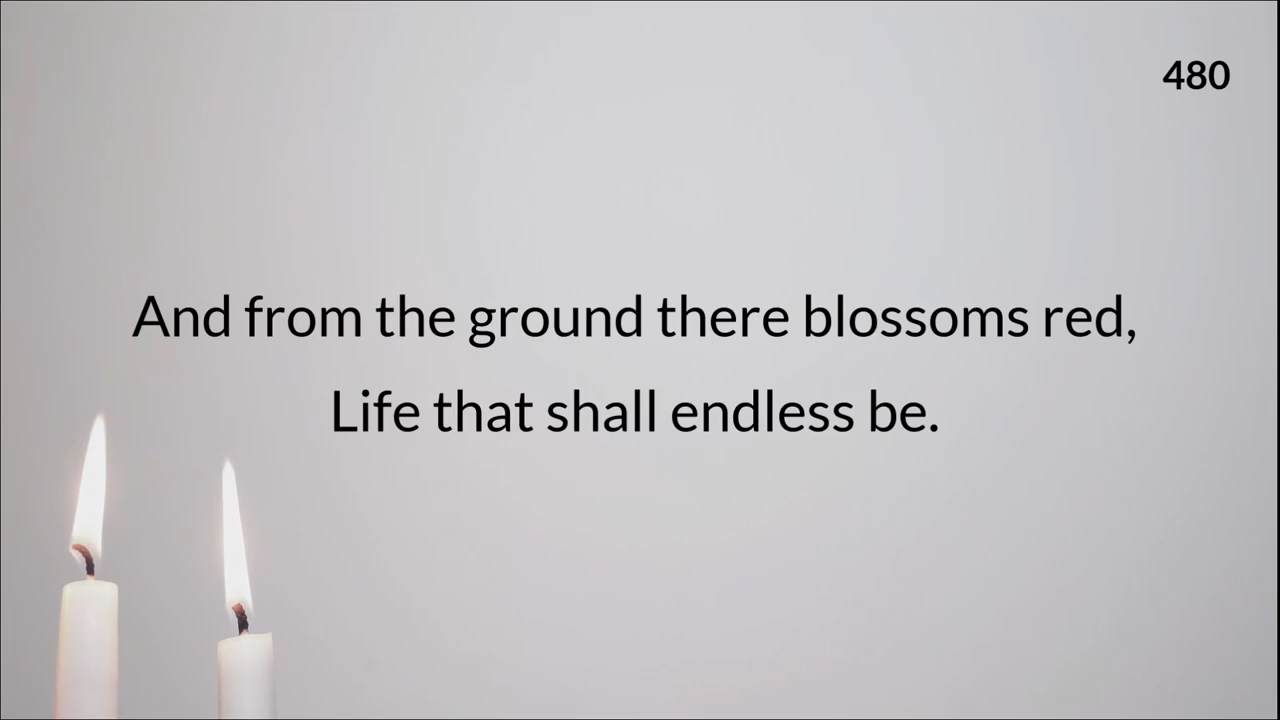 480
And from the ground there blossoms red,
Life that shall endless be.